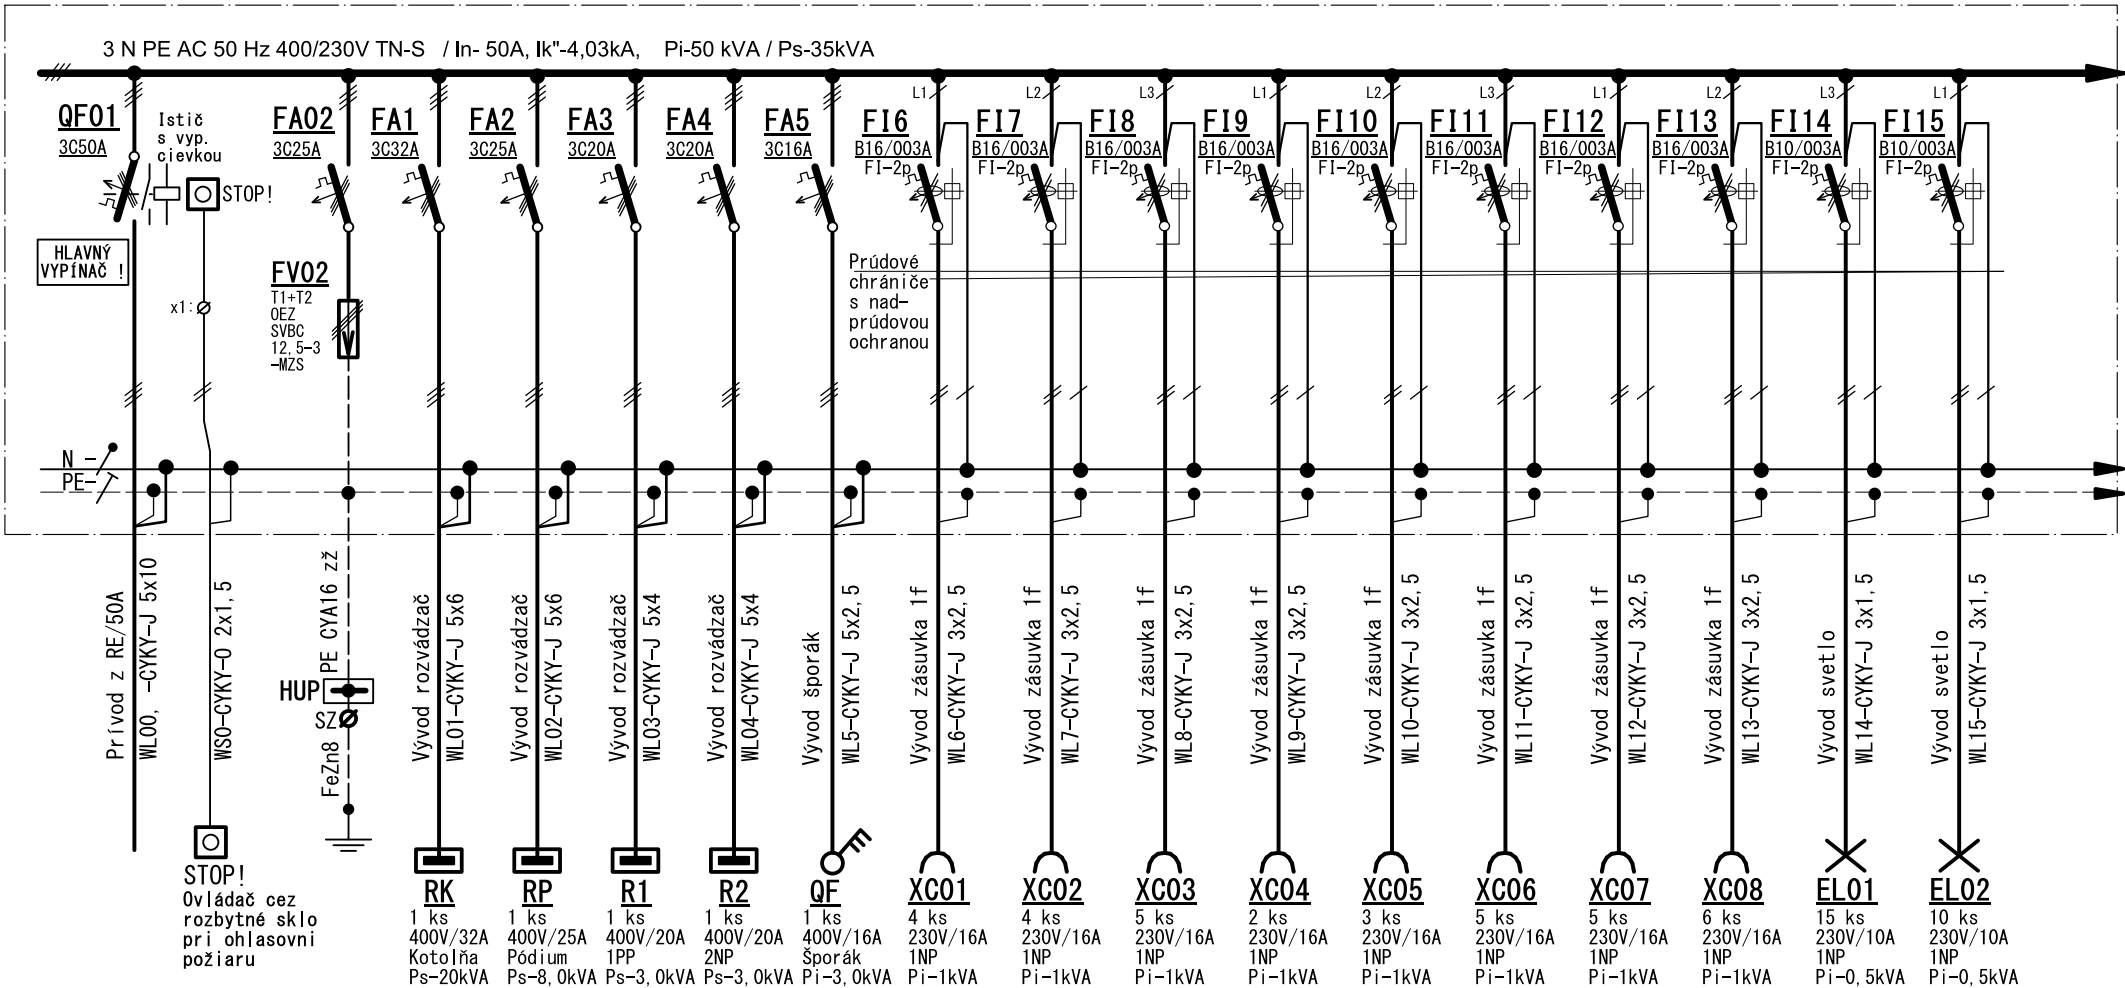 3 N PE AC 50 Hz 400/230V TN-S / In- 50A, Ik"-4,03kA, Pi-50 kVA / Ps-35kVA
QF01
3C50A
Istič
s vyp.
cievkou
STOP!
HLAVNÝ
VYPÍNAČ !
x1:
FA02
3C25A
FV02
T1+T2
OEZ
SVBC
12,5-3
-MZS
FA1
3C32A
FA2
3C25A
FA3
3C20A
FA4
3C20A
FA5
3C16A
L1
FI6
B16/003A
FI-2p
L2
FI7
B16/003A
FI-2p
L3
FI8
B16/003A
FI-2p
L1
FI9
B16/003A
FI-2p
L2
FI10
B16/003A
FI-2p
L3
FI11
B16/003A
FI-2p
L1
FI12
B16/003A
FI-2p
L2
FI13
B16/003A
FI-2p
L3
FI14
B10/003A
FI-2p
L1
FI15
B10/003A
FI-2p
Prúdové
chrániče
s nad-
prúdovou
ochranou
N -
PE-
Prívod z RE/50A
WL00, -CYKY-J 5x10
WS0-CYKY-O 2x1,5
PE CYA16 zž
HUP
SZ
FeZn8
Vývod rozvádzač
WL01-CYKY-J 5x6
Vývod rozvádzač
WL02-CYKY-J 5x6
Vývod rozvádzač
WL03-CYKY-J 5x4
Vývod rozvádzač
WL04-CYKY-J 5x4
Vývod šporák
WL5-CYKY-J 5x2,5
Vývod zásuvka 1f
WL6-CYKY-J 3x2,5
Vývod zásuvka 1f
WL7-CYKY-J 3x2,5
Vývod zásuvka 1f
WL8-CYKY-J 3x2,5
Vývod zásuvka 1f
WL9-CYKY-J 3x2,5
Vývod zásuvka 1f
WL10-CYKY-J 3x2,5
Vývod zásuvka 1f
WL11-CYKY-J 3x2,5
Vývod zásuvka 1f
WL12-CYKY-J 3x2,5
Vývod zásuvka 1f
WL13-CYKY-J 3x2,5
Vývod svetlo
WL14-CYKY-J 3x1,5
Vývod svetlo
WL15-CYKY-J 3x1,5
STOP!
Ovládač cez
rozbytné sklo
pri ohlasovni
požiaru
RK
1 ks
400V/32A
Kotolňa
Ps-20kVA
RP
1 ks
400V/25A
Pódium
Ps-8,0kVA
R1
1 ks
400V/20A
1PP
Ps-3,0kVA
R2
1 ks
400V/20A
2NP
Ps-3,0kVA
QF
1 ks
400V/16A
Šporák
Pi-3,0kVA
XC01
4 ks
230V/16A
1NP
Pi-1kVA
XC02
4 ks
230V/16A
1NP
Pi-1kVA
XC03
5 ks
230V/16A
1NP
Pi-1kVA
XC04
2 ks
230V/16A
1NP
Pi-1kVA
XC05
3 ks
230V/16A
1NP
Pi-1kVA
XC06
5 ks
230V/16A
1NP
Pi-1kVA
XC07
5 ks
230V/16A
1NP
Pi-1kVA
XC08
6 ks
230V/16A
1NP
Pi-1kVA
EL01
15 ks
230V/10A
1NP
Pi-0,5kVA
EL02
10 ks
230V/10A
1NP
Pi-0,5kVA